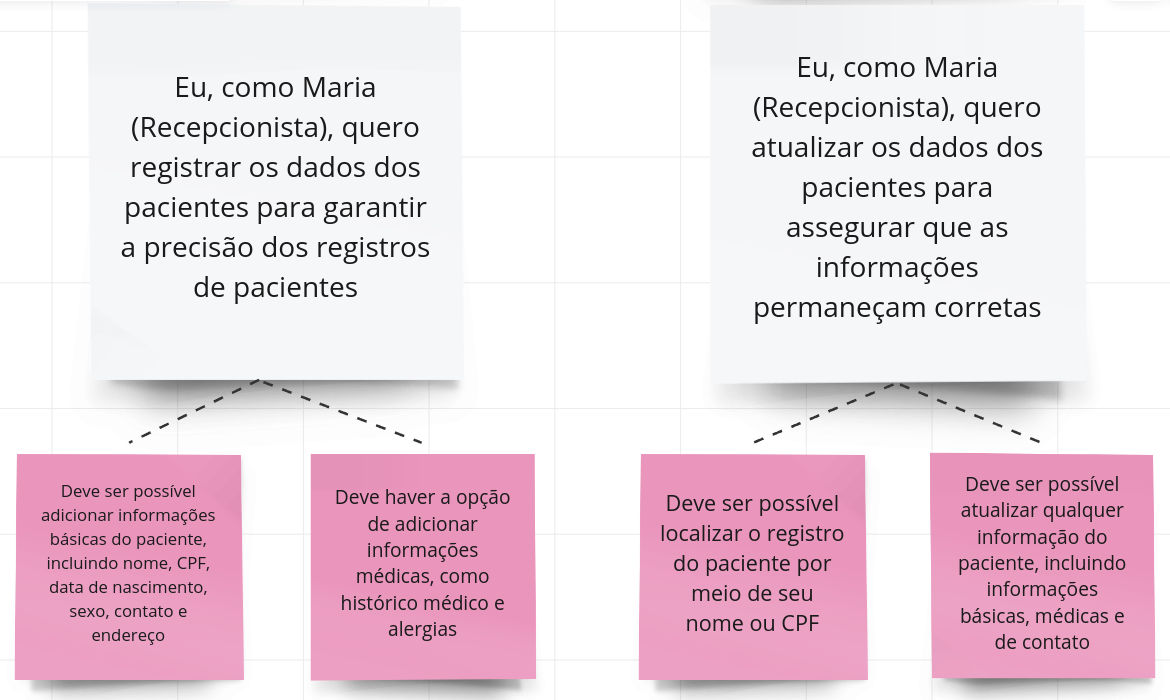 Eu, como Maria
(Recepcionista), quero
registrar os dados dos
pacientes para garantir
a precisão dos registros
de pacientes
Eu, como Maria
(Recepcionista), quero
atualizar os dados dos
pacientes para
assegurar que as
informações
permaneçam corretas
Deve ser possível
adicionar informações
básicas do paciente,
incluindo nome, CPF,
data de nascimento,
sexo, contato e
endereço
Deve haver a opção
de adicionar
informações
médicas, como
histórico médico e
alergias
Deve ser possível
localizar o registro
do paciente por
meio de seu
nome ou CPF
Deve ser possível
atualizar qualquer
informação do
paciente, incluindo
informações
básicas, médicas e
de contato